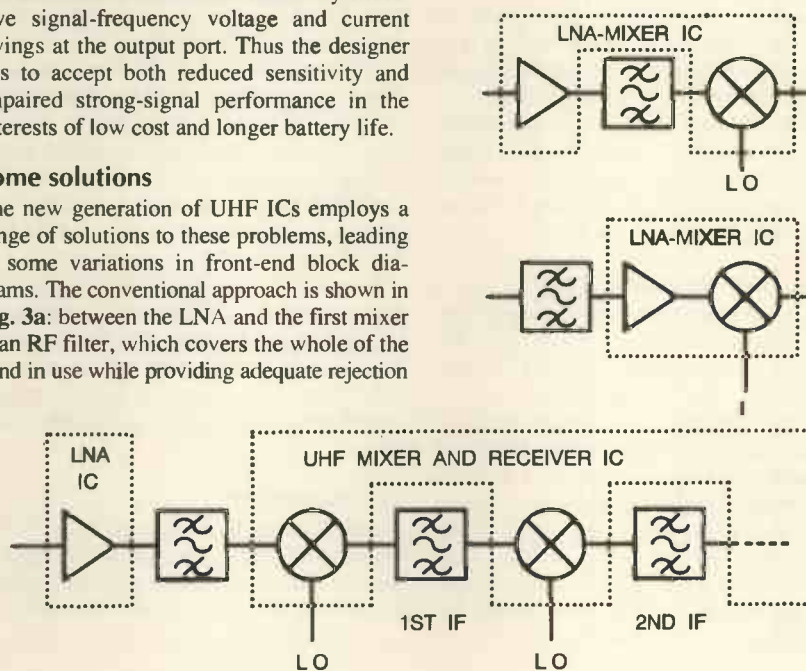 ve signal-frequency voltage and current
vings at the output port. Thus the designer
s to accept both reduced sensitivity and
paired strong-signal performance in the
terests of low cost and longer battery life.
ome solutions
ne new generation of UHF ICs employs a
nge of solutions to these problems, leading
some variations in front-end block dia-
ams. The conventional approach is shown in
g. 3a: between the LNA and the first mixer
an RF filter, which covers the whole of the
nd in use while providing adequate rejection
LNA-MIXER IC
LO
LNA-MIXER IC
LNA
IC
UHF MIXER AND RECEIVER IC
1ST IF
2ND IF
LO
LO